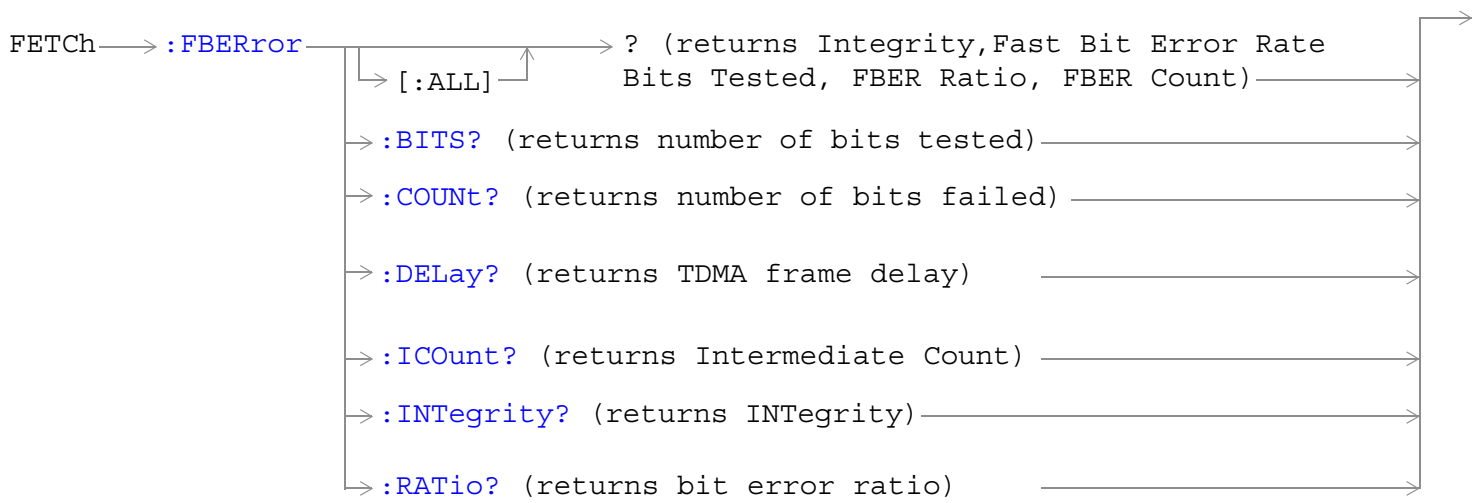 FETCh :FBERror ? (returns Integrity,Fast Bit Error Rate
[:ALL] Bits Tested, FBER Ratio, FBER Count)
:BITS? (returns number of bits tested)
:COUNt? (returns number of bits failed)
:DELay? (returns TDMA frame delay)
:ICOunt? (returns Intermediate Count)
:INTegrity? (returns INTegrity)
:RATio? (returns bit error ratio)